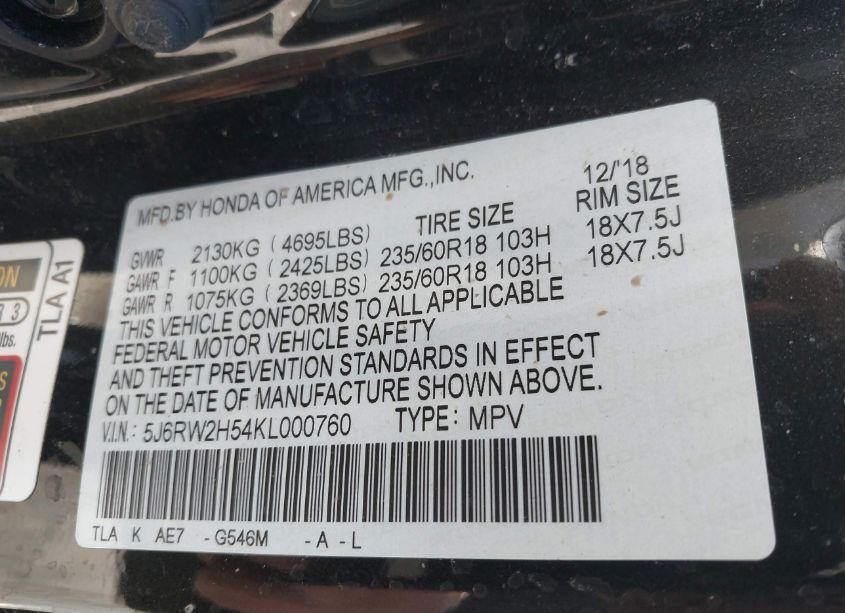 MFD.BY HONDA OF AMERICA MFG.,INC. 12/'18
TIRE SIZE RIM SIZE
GVWR 2130KG ( 4695LBS)
GAWR F 1100KG ( 2425LBS) 235/60R18 103H 18X7.5J
GAWR R 1075KG ( 2369LBS) 235/60R18 103H 18X7.5J
THIS VEHICLE CONFORMS TO ALL APPLICABLE
FEDERAL MOTOR VEHICLE SAFETY
AND THEFT PREVENTION STANDARDS IN EFFECT
ON THE DATE OF MANUFACTURE SHOWN ABOVE.
V.I.N.: 5J6RW2H54KL000760 TYPE: MPV
TLA K AE7 -G546M -A -L
ON
3
lbs.
S
TLA A1